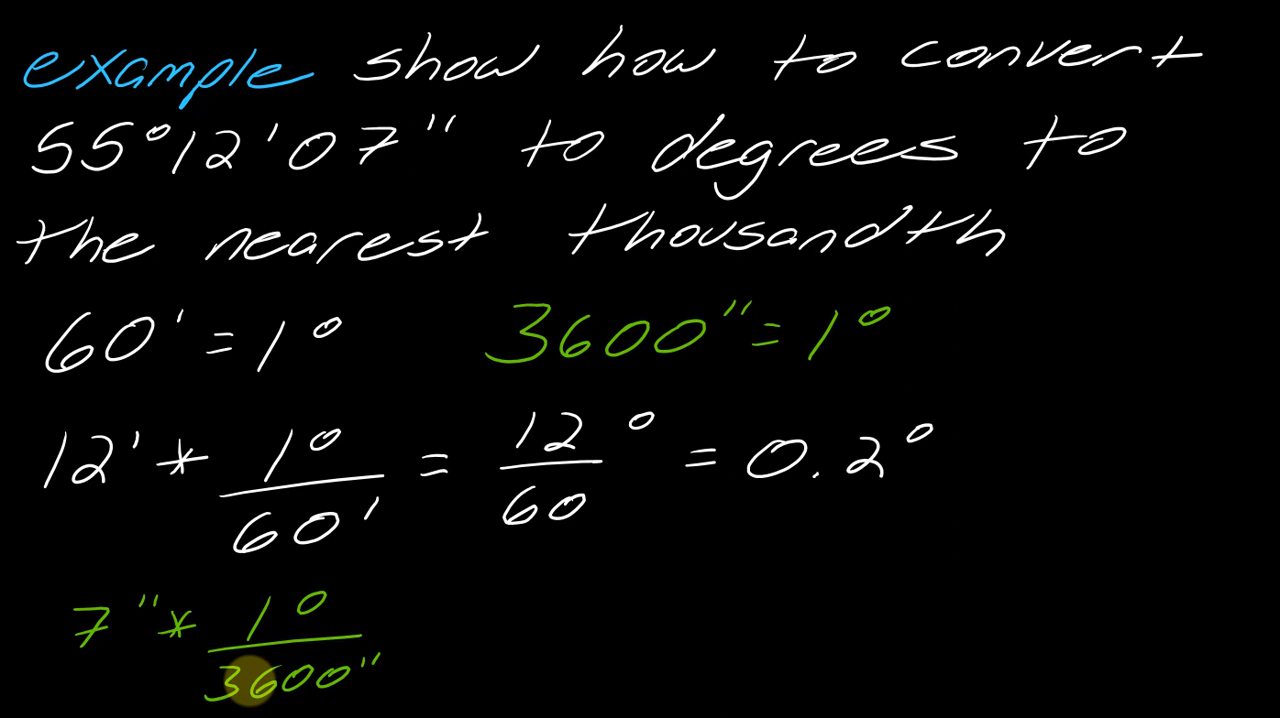 example show how to convert
55°12'07" to degrees to
the nearest thousandth
60' = 1° 3600" = 1°
12' * 1°/60' = 12/60° = 0.2°
7" * 1°/3600"